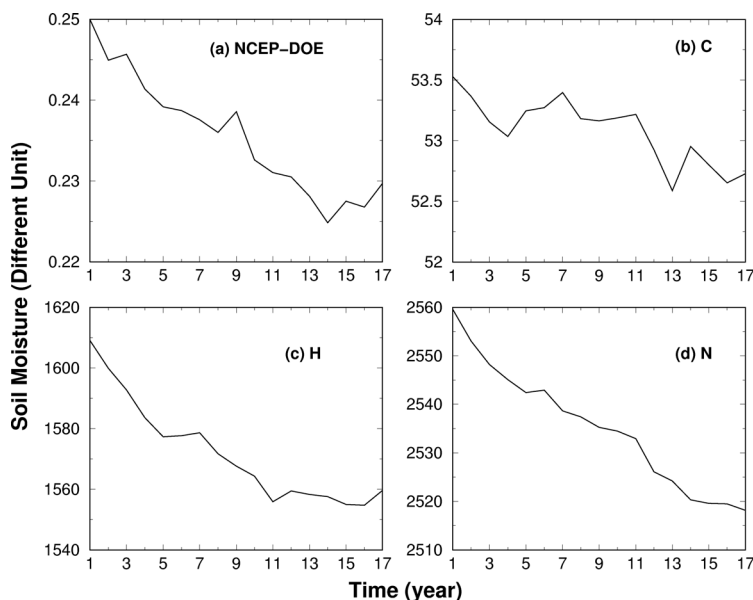 Soil Moisture (Different Unit)
(a) NCEP−DOE
0.25
0.24
0.23
0.22
1 3 5 7 9 11 13 15 17
(b) C
54
53.5
53
52.5
52
1 3 5 7 9 11 13 15 17
(c) H
1620
1600
1580
1560
1540
1 3 5 7 9 11 13 15 17
(d) N
2560
2550
2540
2530
2520
2510
1 3 5 7 9 11 13 15 17
Time (year)